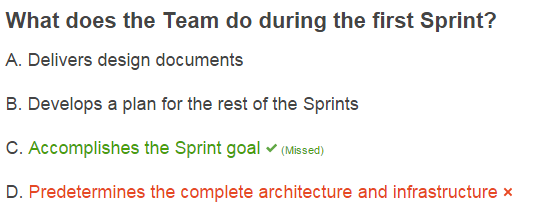 What does the Team do during the first Sprint?
A. Delivers design documents
B. Develops a plan for the rest of the Sprints
C. Accomplishes the Sprint goal ✔ (Missed)
D. Predetermines the complete architecture and infrastructure ×